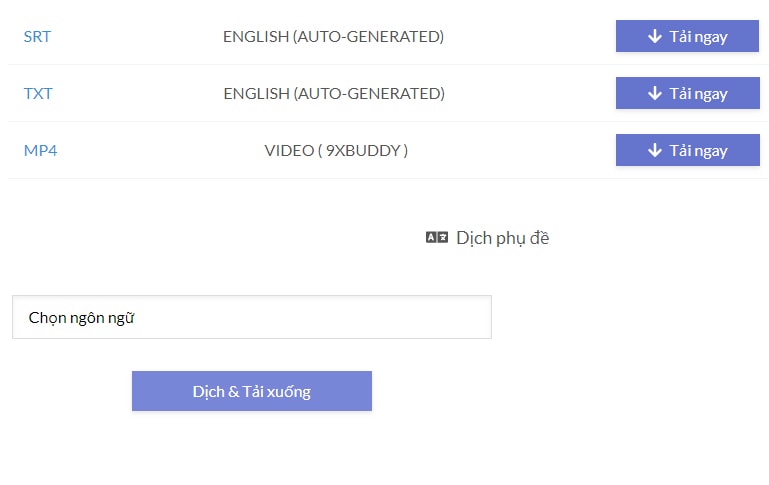 SRT ENGLISH (AUTO-GENERATED) Tải ngay
TXT ENGLISH (AUTO-GENERATED) Tải ngay
MP4 VIDEO ( 9XBUDDY ) Tải ngay
Dịch phụ đề
Chọn ngôn ngữ
Dịch & Tải xuống